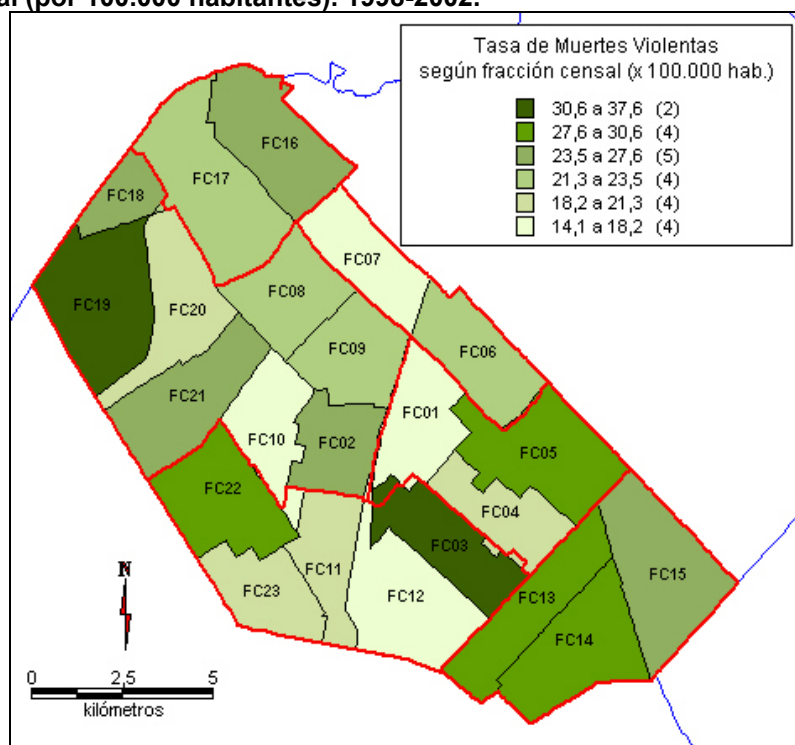 al (por 100.000 habitantes). 1998-2002.
Tasa de Muertes Violentas
según fracción censal (x 100.000 hab.)
30,6 a 37,6 (2)
27,6 a 30,6 (4)
23,5 a 27,6 (5)
21,3 a 23,5 (4)
18,2 a 21,3 (4)
14,1 a 18,2 (4)
FC16
FC17
FC18
FC07
FC19
FC20
FC08
FC09
FC06
FC21
FC10
FC02
FC01
FC05
FC22
FC04
FC03
FC11
FC23
FC12
FC13
FC15
FC14
N
0 2,5 5
kilómetros